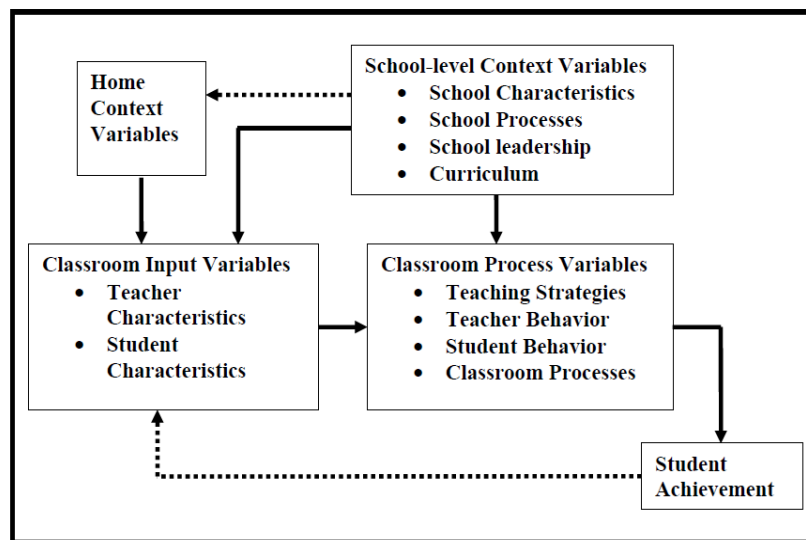 Home
Context
Variables
School-level Context Variables
• School Characteristics
• School Processes
• School leadership
• Curriculum
Classroom Input Variables
• Teacher
Characteristics
• Student
Characteristics
Classroom Process Variables
• Teaching Strategies
• Teacher Behavior
• Student Behavior
• Classroom Processes
Student
Achievement